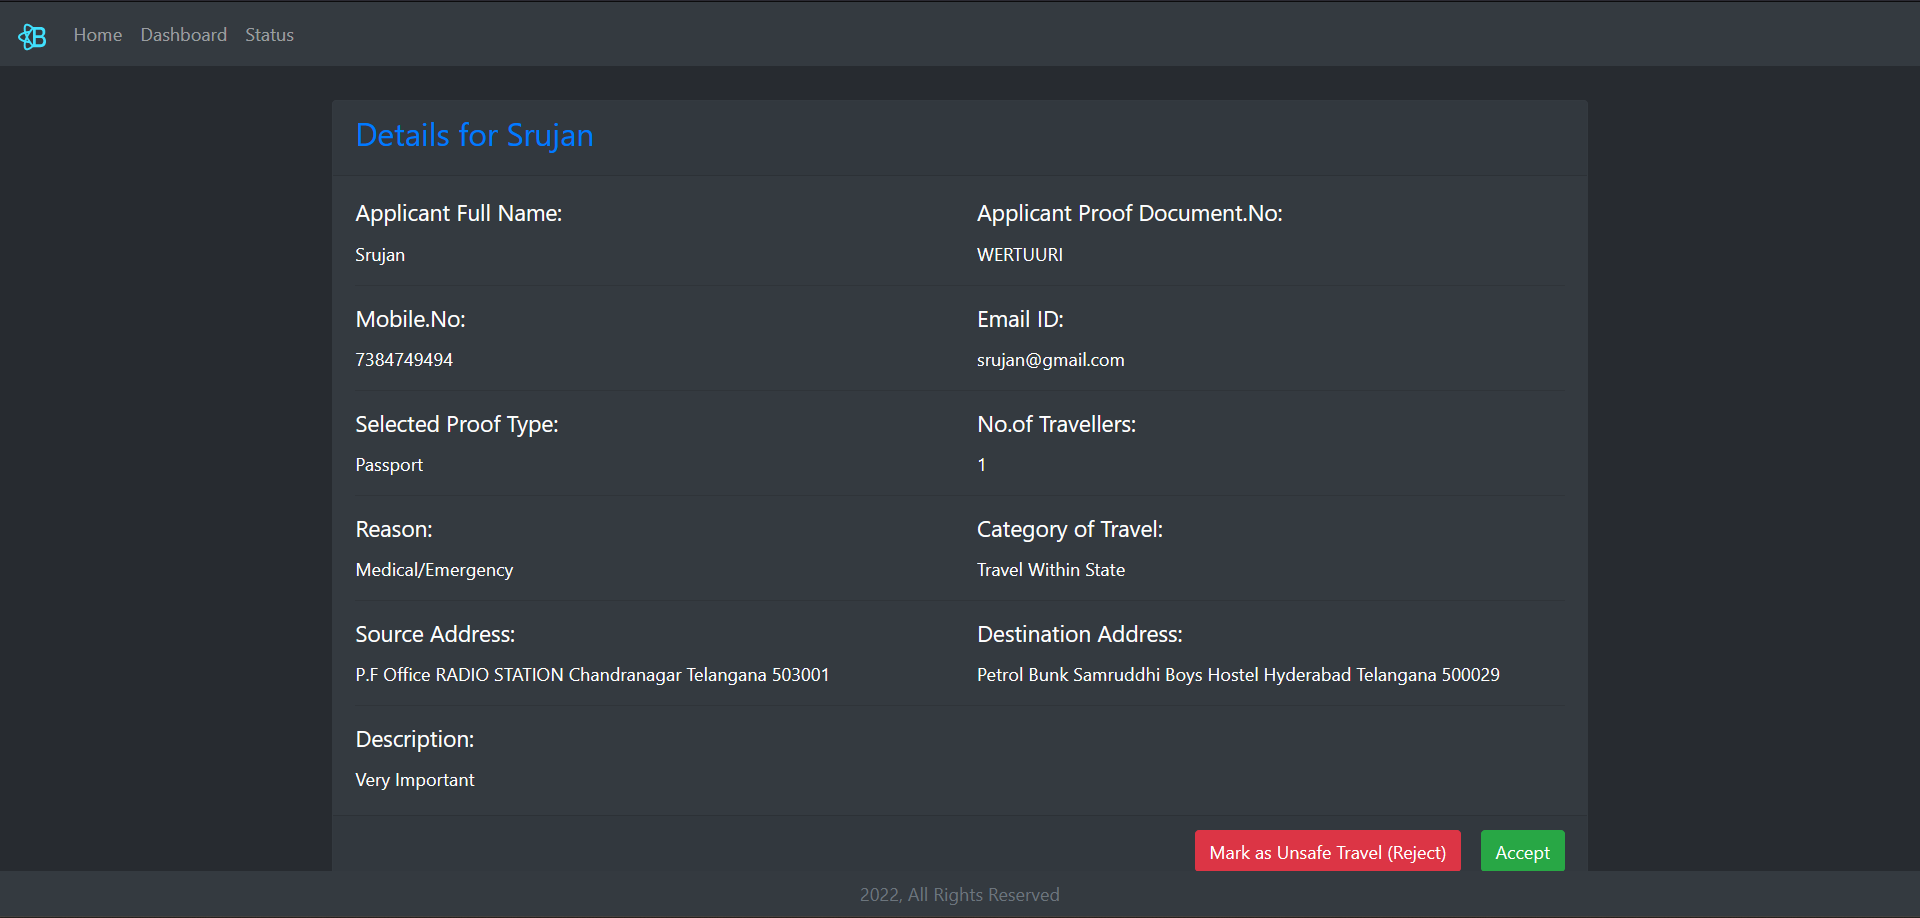 B Home Dashboard Status
Details for Srujan
Applicant Full Name: Applicant Proof Document.No:
Srujan WERTUURI
Mobile.No: Email ID:
7384749494 srujan@gmail.com
Selected Proof Type: No.of Travellers:
Passport 1
Reason: Category of Travel:
Medical/Emergency Travel Within State
Source Address: Destination Address:
P.F Office RADIO STATION Chandranagar Telangana 503001 Petrol Bunk Samruddhi Boys Hostel Hyderabad Telangana 500029
Description:
Very Important
Mark as Unsafe Travel (Reject) Accept
2022, All Rights Reserved